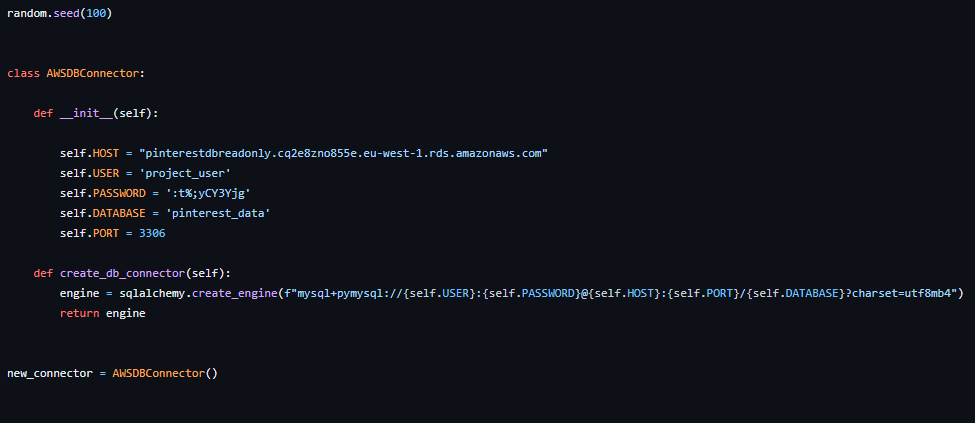 random.seed(100)
class AWSDBConnector:
def __init__(self):
self.HOST = "pinterestdbreadonly.cq2e8zno855e.eu-west-1.rds.amazonaws.com"
self.USER = 'project_user'
self.PASSWORD = ':t%;yCY3Yjg'
self.DATABASE = 'pinterest_data'
self.PORT = 3306
def create_db_connector(self):
engine = sqlalchemy.create_engine(f"mysql+pymysql://{self.USER}:{self.PASSWORD}@{self.HOST}:{self.PORT}/{self.DATABASE}?charset=utf8mb4")
return engine
new_connector = AWSDBConnector()